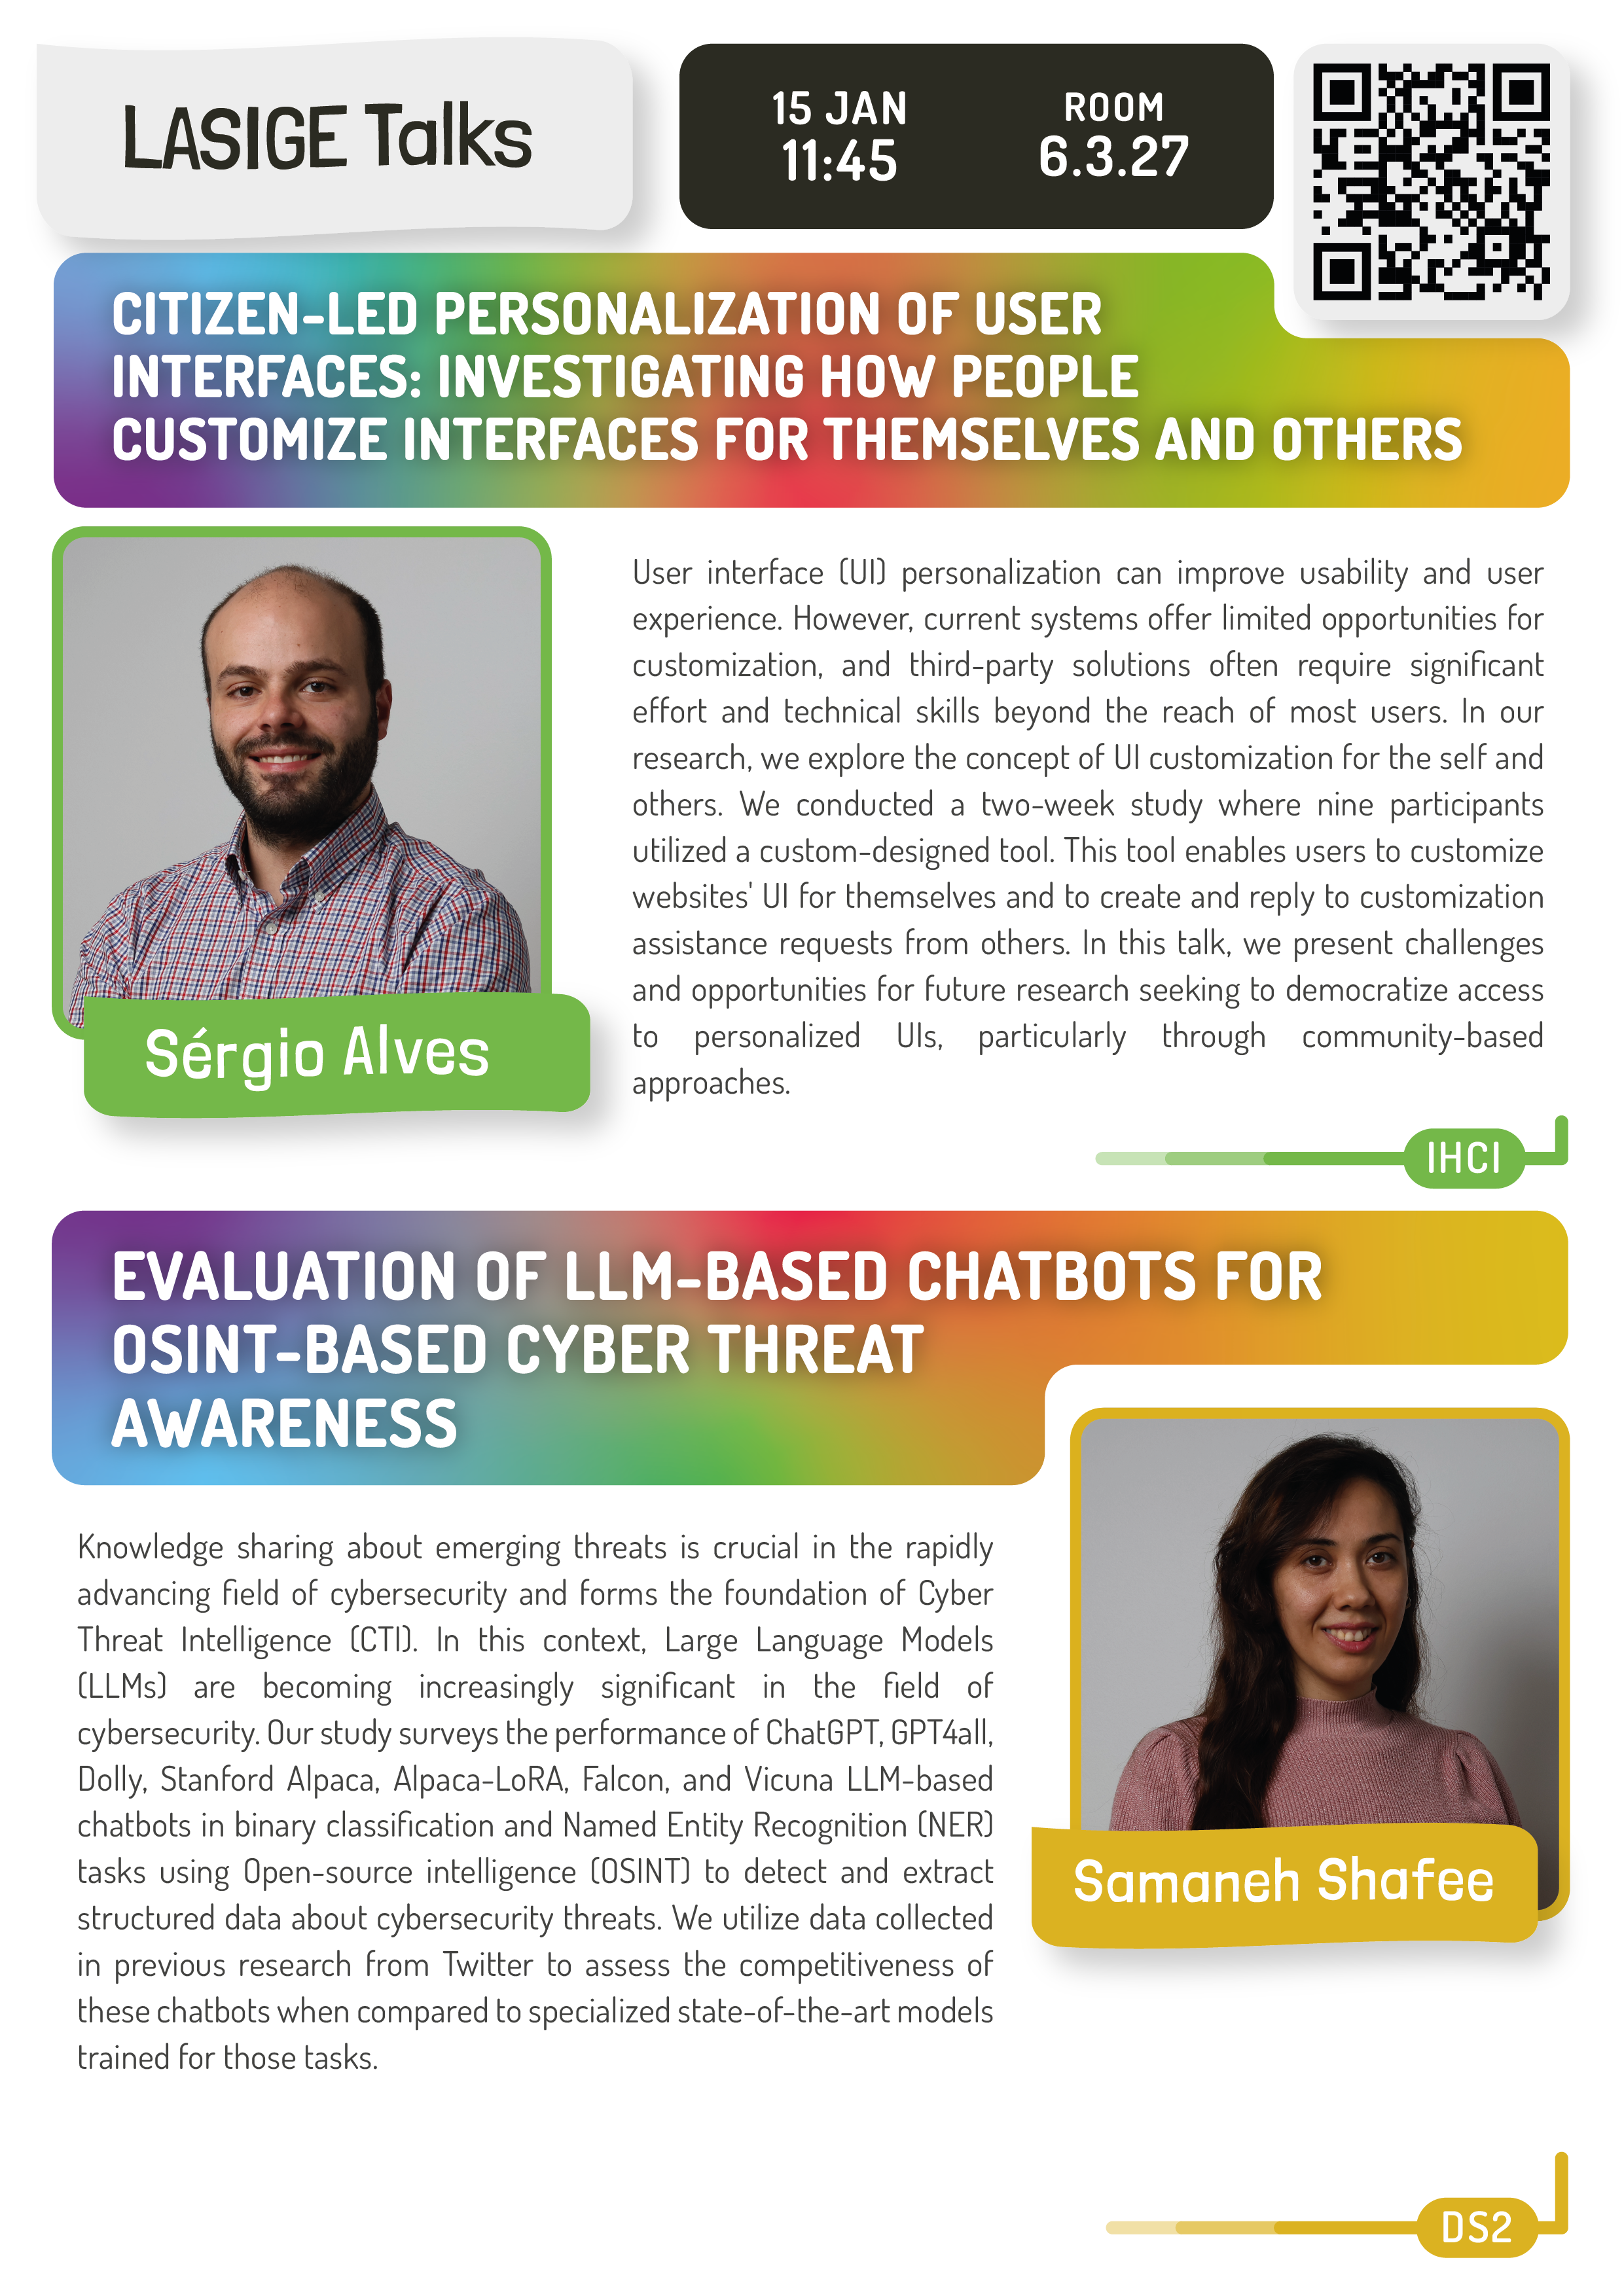 LASIGE Talks
15 JAN
11:45
ROOM
6.3.27
CITIZEN-LED PERSONALIZATION OF USER
INTERFACES: INVESTIGATING HOW PEOPLE
CUSTOMIZE INTERFACES FOR THEMSELVES AND OTHERS
User interface (UI) personalization can improve usability and user
experience. However, current systems offer limited opportunities for
customization, and third-party solutions often require significant
effort and technical skills beyond the reach of most users. In our
research, we explore the concept of UI customization for the self and
others. We conducted a two-week study where nine participants
utilized a custom-designed tool. This tool enables users to customize
websites' UI for themselves and to create and reply to customization
assistance requests from others. In this talk, we present challenges
and opportunities for future research seeking to democratize access
to personalized UIs, particularly through community-based
approaches.
Sérgio Alves
IHCI
EVALUATION OF LLM-BASED CHATBOTS FOR
OSINT-BASED CYBER THREAT
AWARENESS
Knowledge sharing about emerging threats is crucial in the rapidly
advancing field of cybersecurity and forms the foundation of Cyber
Threat Intelligence (CTI). In this context, Large Language Models
(LLMs) are becoming increasingly significant in the field of
cybersecurity. Our study surveys the performance of ChatGPT, GPT4all,
Dolly, Stanford Alpaca, Alpaca-LoRA, Falcon, and Vicuna LLM-based
chatbots in binary classification and Named Entity Recognition (NER)
tasks using Open-source intelligence (OSINT) to detect and extract
structured data about cybersecurity threats. We utilize data collected
in previous research from Twitter to assess the competitiveness of
these chatbots when compared to specialized state-of-the-art models
trained for those tasks.
Samaneh Shafee
DS2